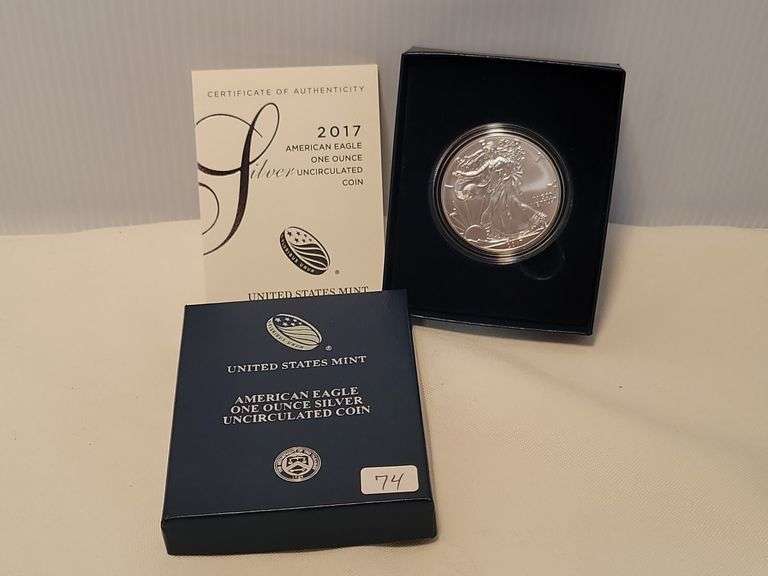 CERTIFICATE OF AUTHENTICITY
2017
AMERICAN EAGLE
ONE OUNCE
Silver UNCIRCULATED
COIN
®
UNITED STATES MINT
®
UNITED STATES MINT
AMERICAN EAGLE
ONE OUNCE SILVER
UNCIRCULATED COIN
74